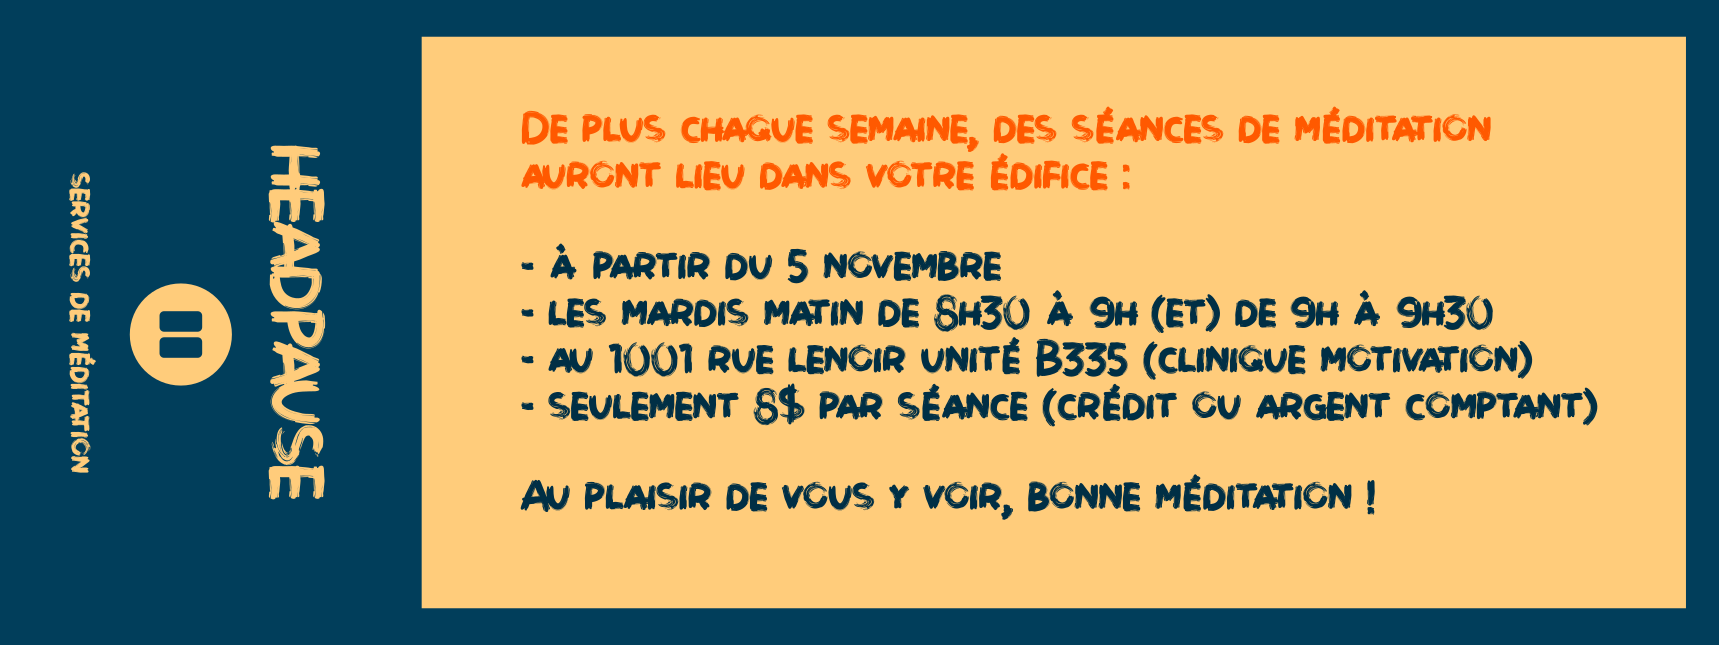 SERVICES DE MÉDITATION
HEADPAUSE
De plus chaque semaine, des séances de méditation
auront lieu dans votre édifice :
- à partir du 5 novembre
- les mardis matin de 8h30 à 9h (et) de 9h à 9h30
- au 1001 rue Lenoir unité B335 (clinique motivation)
- seulement 8$ par séance (crédit ou argent comptant)
Au plaisir de vous y voir, bonne méditation !